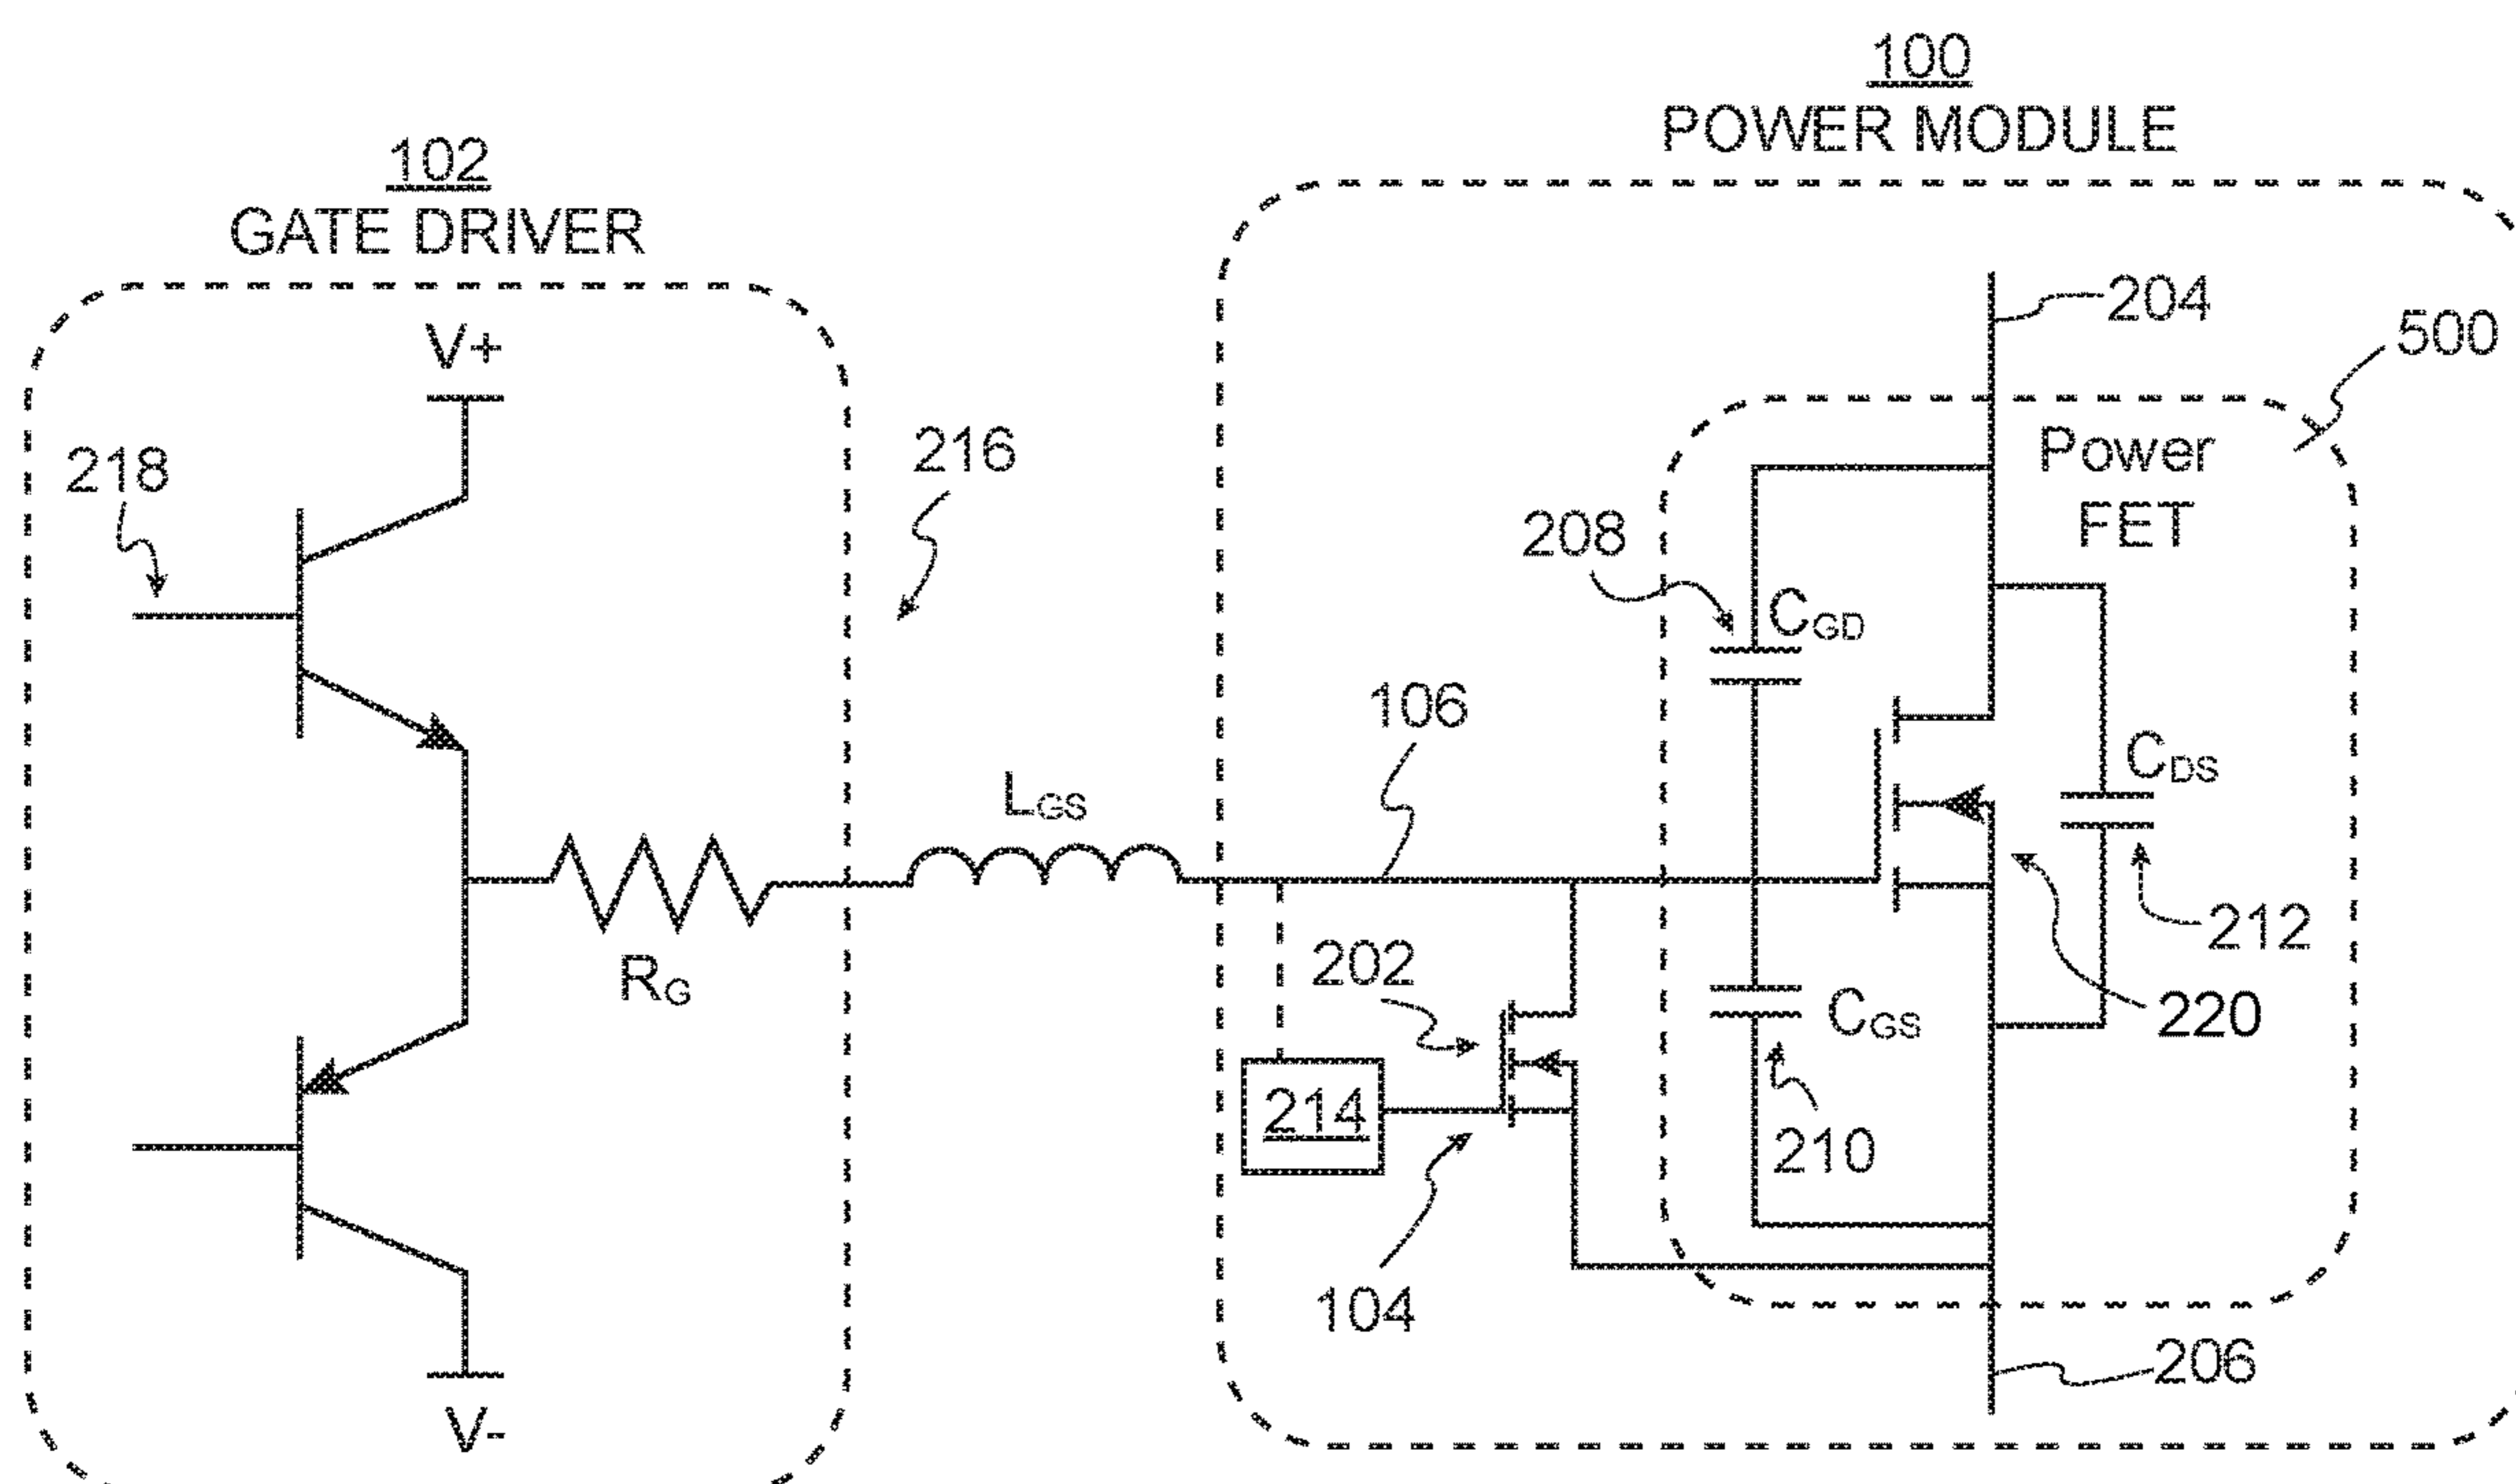 100
POWER MODULE
102
GATE DRIVER
204
500
V+
Power
FET
218
216
208
CGD
106
CDS
LGS
212
202
RG
CGS
220
214
210
104
206
V-